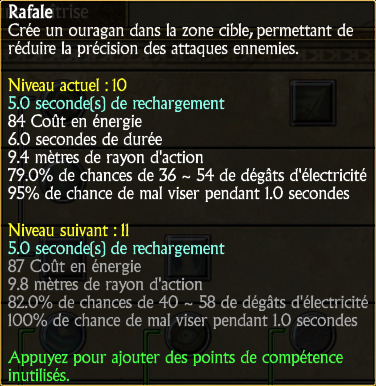 Rafale
Crée un ouragan dans la zone cible, permettant de
réduire la précision des attaques ennemies.
Niveau actuel : 10
5.0 seconde(s) de rechargement
84 Coût en énergie
6.0 secondes de durée
9.4 mètres de rayon d'action
79.0% de chances de 36 ~ 54 de dégâts d'électricité
95% de chance de mal viser pendant 1.0 secondes
Niveau suivant : 11
5.0 seconde(s) de rechargement
87 Coût en énergie
9.8 mètres de rayon d'action
82.0% de chances de 40 ~ 58 de dégâts d'électricité
100% de chance de mal viser pendant 1.0 secondes
Appuyez pour ajouter des points de compétence
inutilisés.